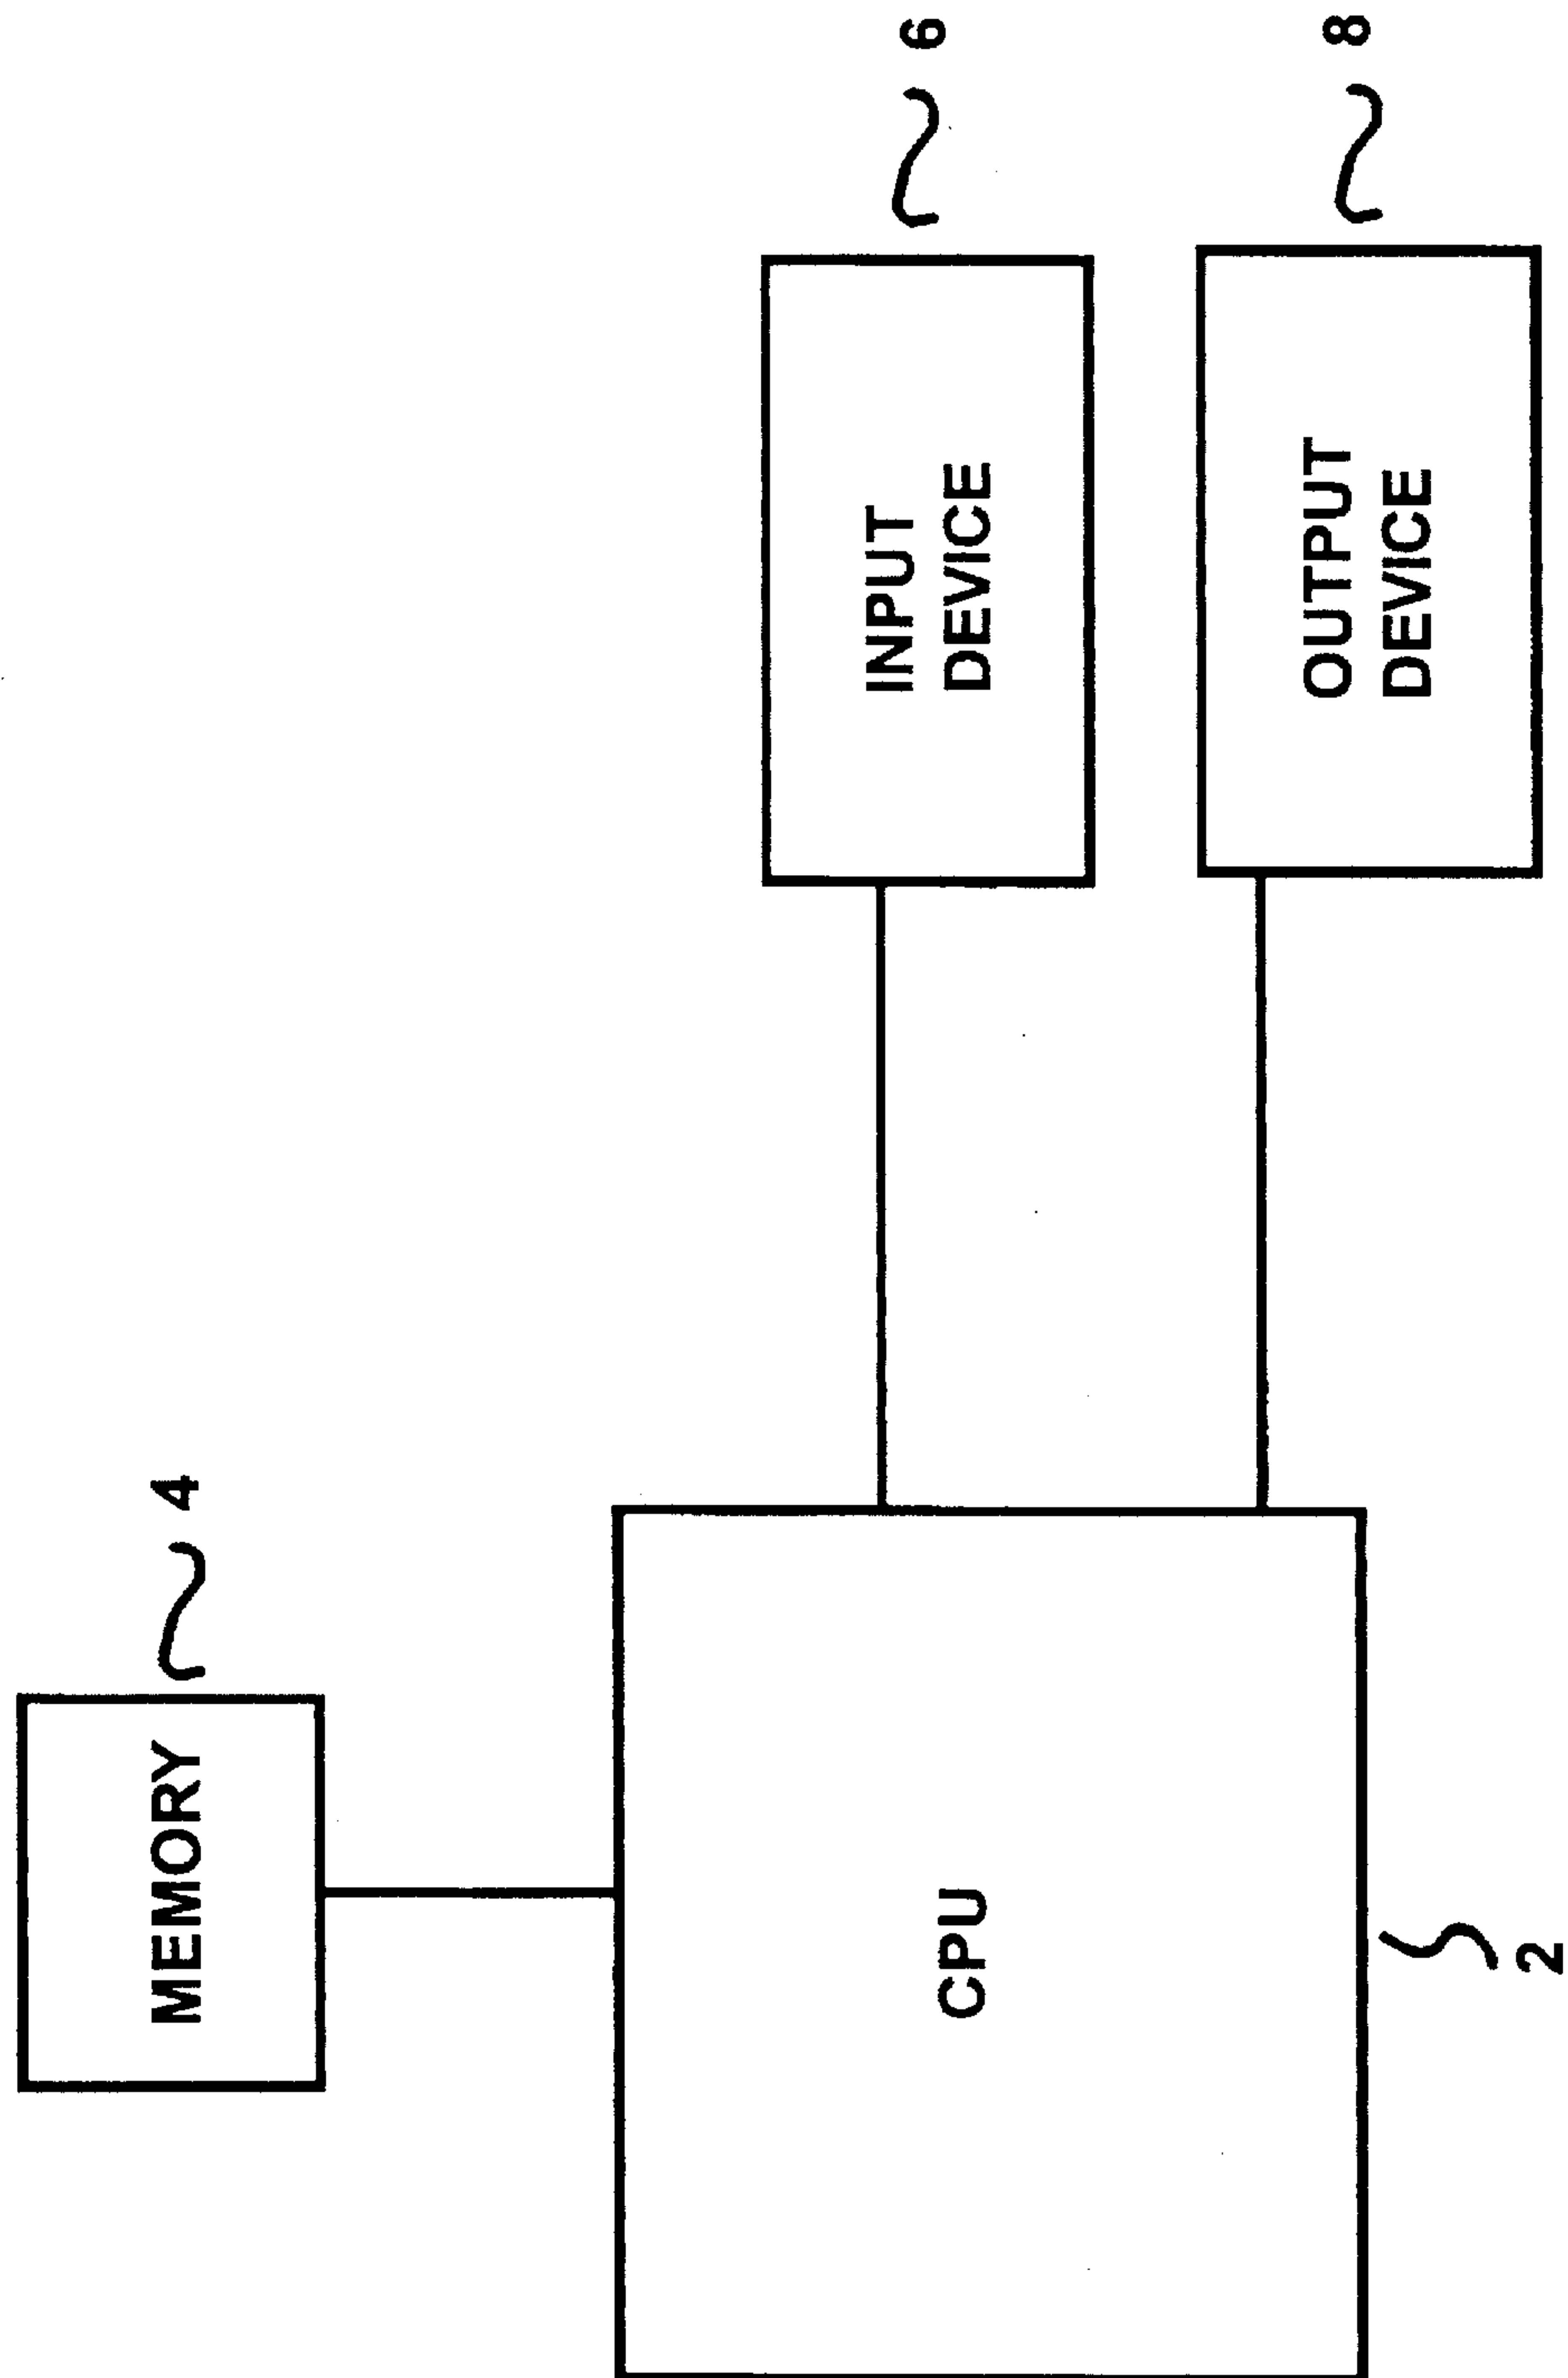 MEMORY
4
CPU
2
INPUT
DEVICE
6
OUTPUT
DEVICE
8